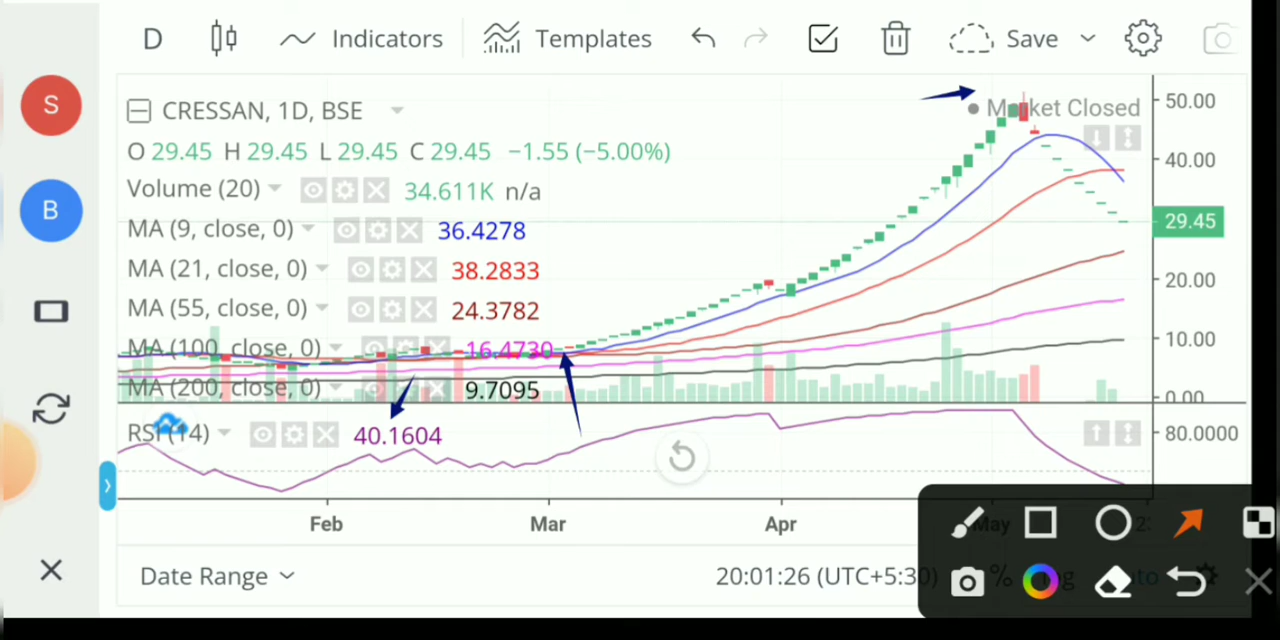 D Indicators Templates Save
S
CRESSAN, 1D, BSE
Market Closed
50.00
O 29.45 H 29.45 L 29.45 C 29.45 −1.55 (−5.00%)
40.00
Volume (20) 34.611K n/a
B
MA (9, close, 0) 36.4278
29.45
MA (21, close, 0) 38.2833
20.00
MA (55, close, 0) 24.3782
MA (100, close, 0) 16.4730
10.00
MA (200, close, 0) 9.7095
0.00
RSI (14) 40.1604
80.0000
Feb Mar Apr May
Date Range 20:01:26 (UTC+5:30) %